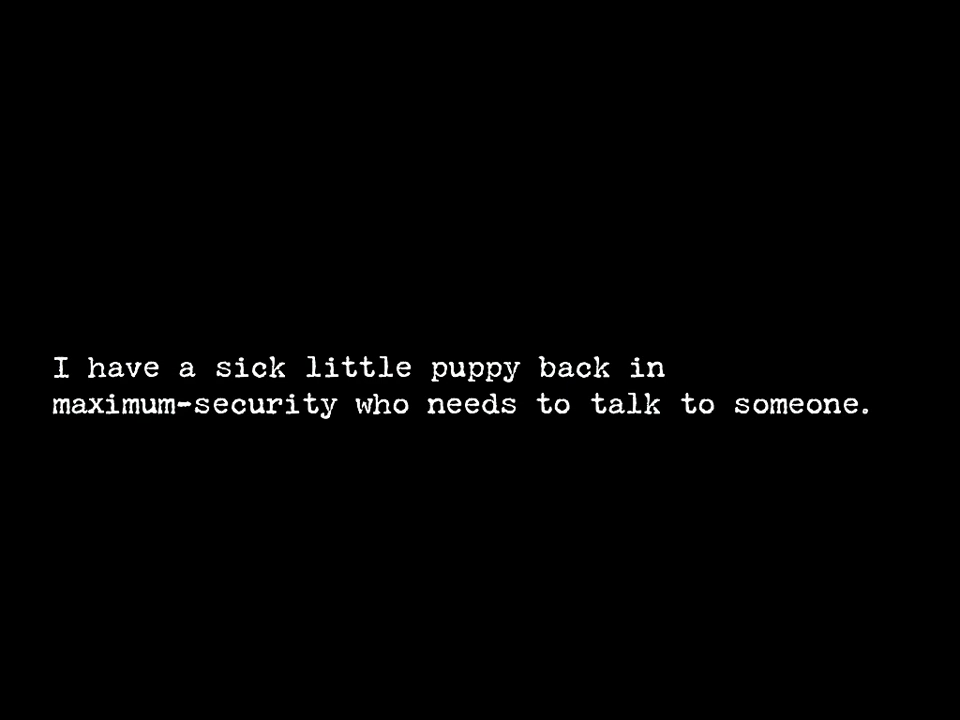 I have a sick little puppy back in
maximum-security who needs to talk to someone.